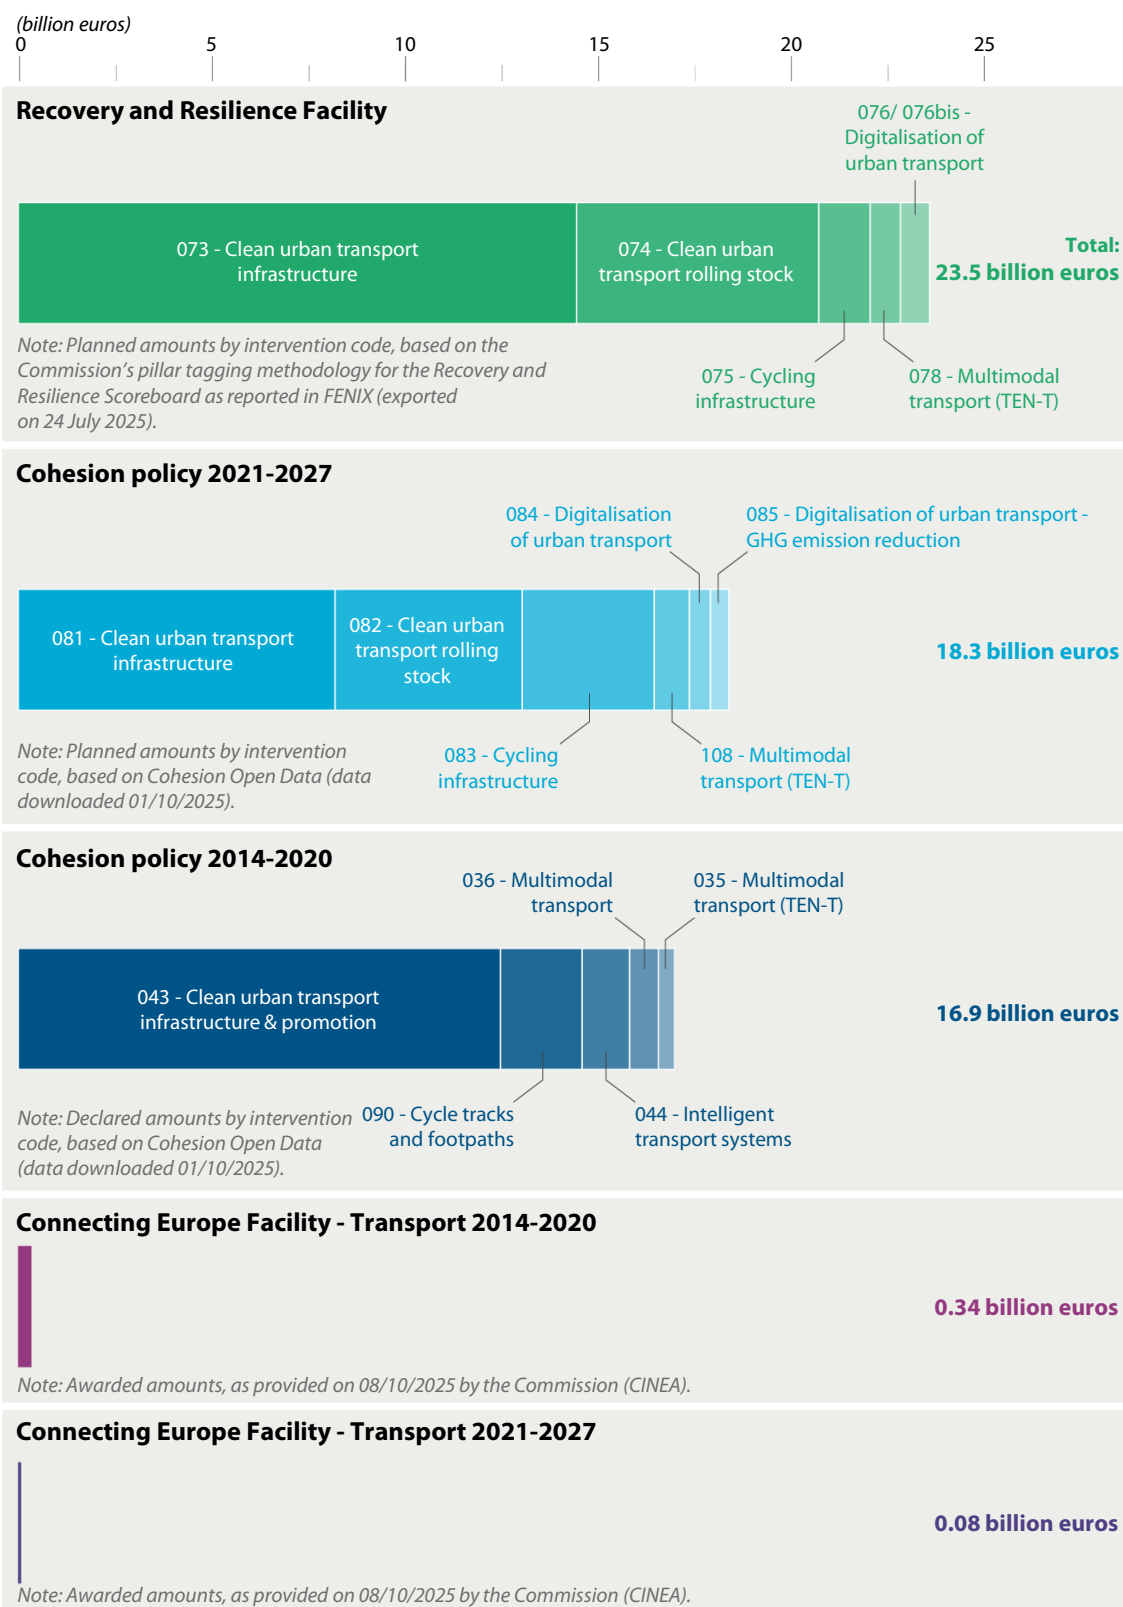 (billion euros)
0 5 10 15 20 25
Recovery and Resilience Facility
076/ 076bis -
Digitalisation of
urban transport
073 - Clean urban transport
infrastructure
074 - Clean urban
transport rolling stock
Total:
23.5 billion euros
Note: Planned amounts by intervention code, based on the
Commission's pillar tagging methodology for the Recovery and
Resilience Scoreboard as reported in FENIX (exported
on 24 July 2025).
075 - Cycling
infrastructure
078 - Multimodal
transport (TEN-T)
Cohesion policy 2021-2027
084 - Digitalisation
of urban transport
085 - Digitalisation of urban transport -
GHG emission reduction
081 - Clean urban transport
infrastructure
082 - Clean urban
transport rolling
stock
18.3 billion euros
Note: Planned amounts by intervention
code, based on Cohesion Open Data (data
downloaded 01/10/2025).
083 - Cycling
infrastructure
108 - Multimodal
transport (TEN-T)
Cohesion policy 2014-2020
036 - Multimodal
transport
035 - Multimodal
transport (TEN-T)
043 - Clean urban transport
infrastructure & promotion
16.9 billion euros
Note: Declared amounts by intervention
code, based on Cohesion Open Data
(data downloaded 01/10/2025).
090 - Cycle tracks
and footpaths
044 - Intelligent
transport systems
Connecting Europe Facility - Transport 2014-2020
0.34 billion euros
Note: Awarded amounts, as provided on 08/10/2025 by the Commission (CINEA).
Connecting Europe Facility - Transport 2021-2027
0.08 billion euros
Note: Awarded amounts, as provided on 08/10/2025 by the Commission (CINEA).